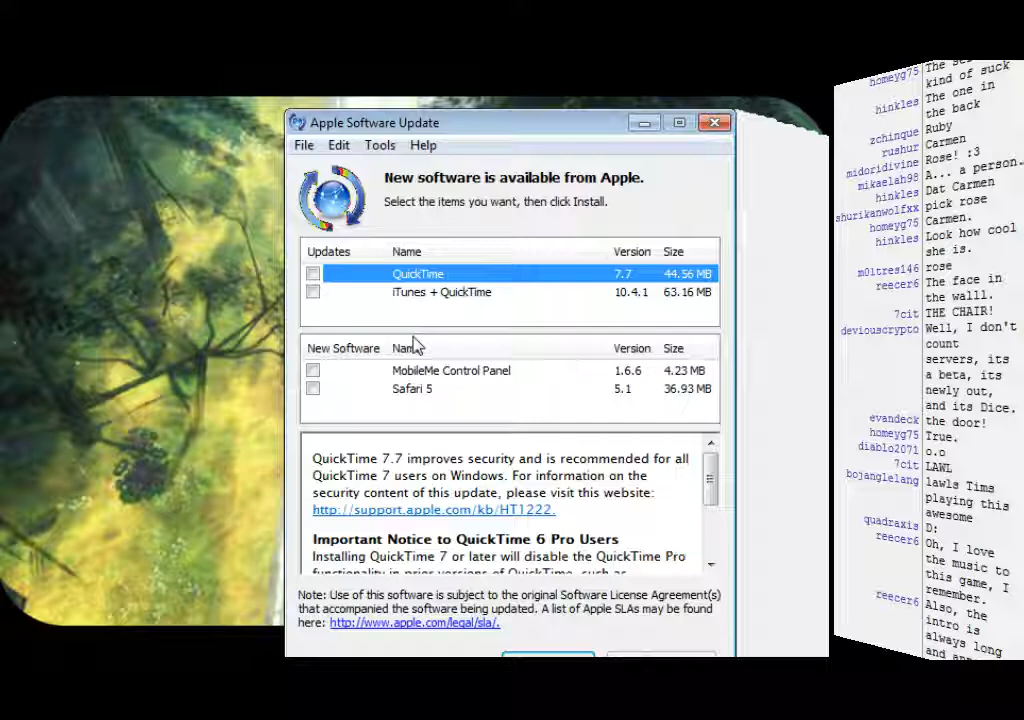 Apple Software Update
File Edit Tools Help
New software is available from Apple.
Select the items you want, then click Install.
Updates Name Version Size
QuickTime 7.7 44.56 MB
iTunes + QuickTime 10.4.1 63.16 MB
New Software Name Version Size
MobileMe Control Panel 1.6.6 4.23 MB
Safari 5 5.1 36.93 MB
QuickTime 7.7 improves security and is recommended for all
QuickTime 7 users on Windows. For information on the
security content of this update, please visit this website:
http://support.apple.com/kb/HT1222.
Important Notice to QuickTime 6 Pro Users
Installing QuickTime 7 or later will disable the QuickTime Pro
functionality in prior versions of QuickTime, such as
Note: Use of this software is subject to the original Software License Agreement(s)
that accompanied the software being updated. A list of Apple SLAs may be found
here: http://www.apple.com/legal/sla/.
homeyg75 The
kind of suck
hinkles The one in
the back
zchinque Ruby
rushur Carmen
midoridivine Rose! :3
mikaelah98 A... a person.
hinkles Dat Carmen
shurikanwolfxx pick rose
homeyg75 Carmen.
hinkles Look how cool
she is.
m0ltres146 rose
reecer6 The face in
the walll.
7cit THE CHAIR!
deviouscrypto Well, I don't
count
servers, its
a beta, its
newly out,
and its Dice.
evandeck the door!
homeyg75 True.
diablo2071 o.o
7cit LAWL
bojanglelang lawls Tims
playing this
awesome
quadraxis D:
reecer6 Oh, I love
the music to
this game, I
remember.
reecer6 Also, the
intro is
always long
and